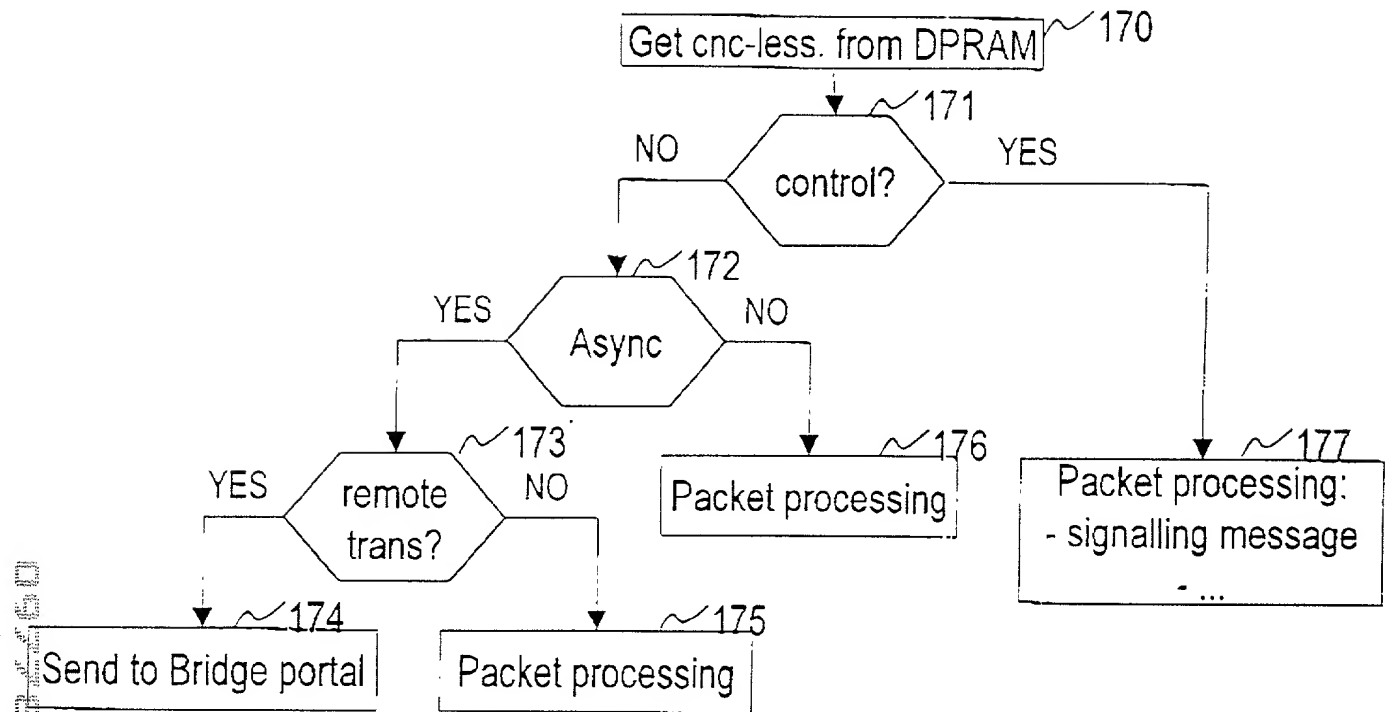 Get cnc-less. from DPRAM
170
171
NO
control?
YES
172
YES
Async
NO
173
YES
remote
trans?
NO
176
Packet processing
177
Packet processing:
- signalling message
- ...
174
Send to Bridge portal
175
Packet processing